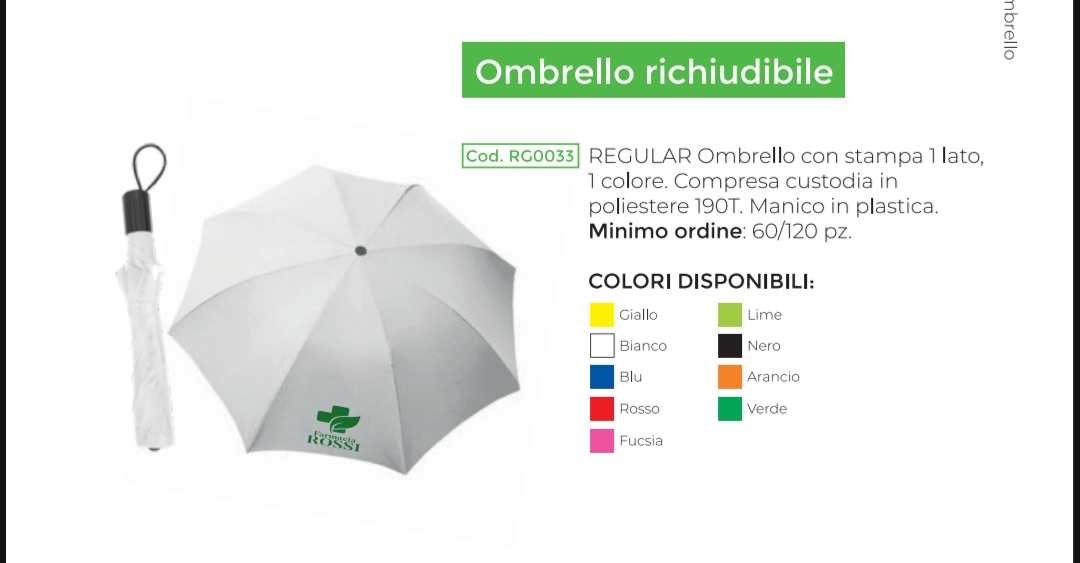 Ombrello richiudibile
Cod. RG0033
REGULAR Ombrello con stampa 1 lato,
1 colore. Compresa custodia in
poliestere 190T. Manico in plastica.
Minimo ordine: 60/120 pz.
COLORI DISPONIBILI:
Giallo
Bianco
Blu
Rosso
Fucsia
Lime
Nero
Arancio
Verde
Farmacia
ROSSI